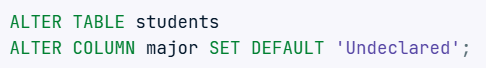 ALTER TABLE students
ALTER COLUMN major SET DEFAULT 'Undeclared';